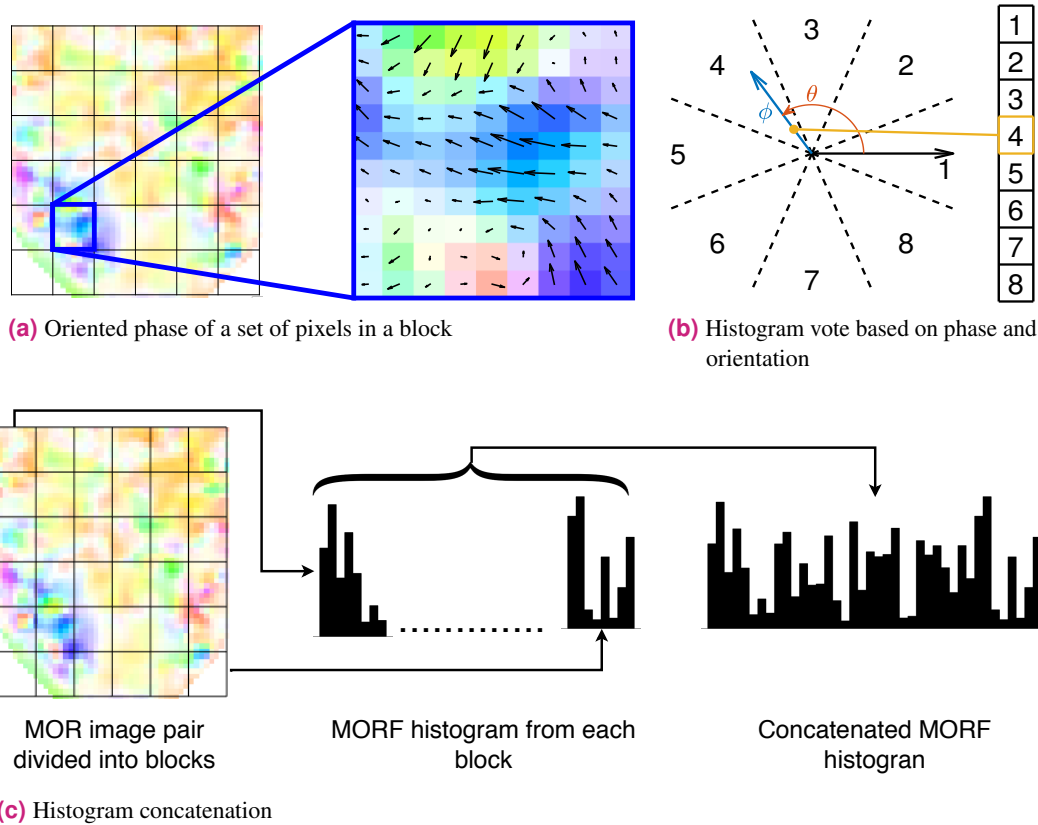 3
4
2
θ
ϕ
5
1
6
8
7
1
2
3
4
5
6
7
8
(a) Oriented phase of a set of pixels in a block
(b) Histogram vote based on phase and
orientation
MOR image pair
divided into blocks
MORF histogram from each
block
Concatenated MORF
histogran
(c) Histogram concatenation